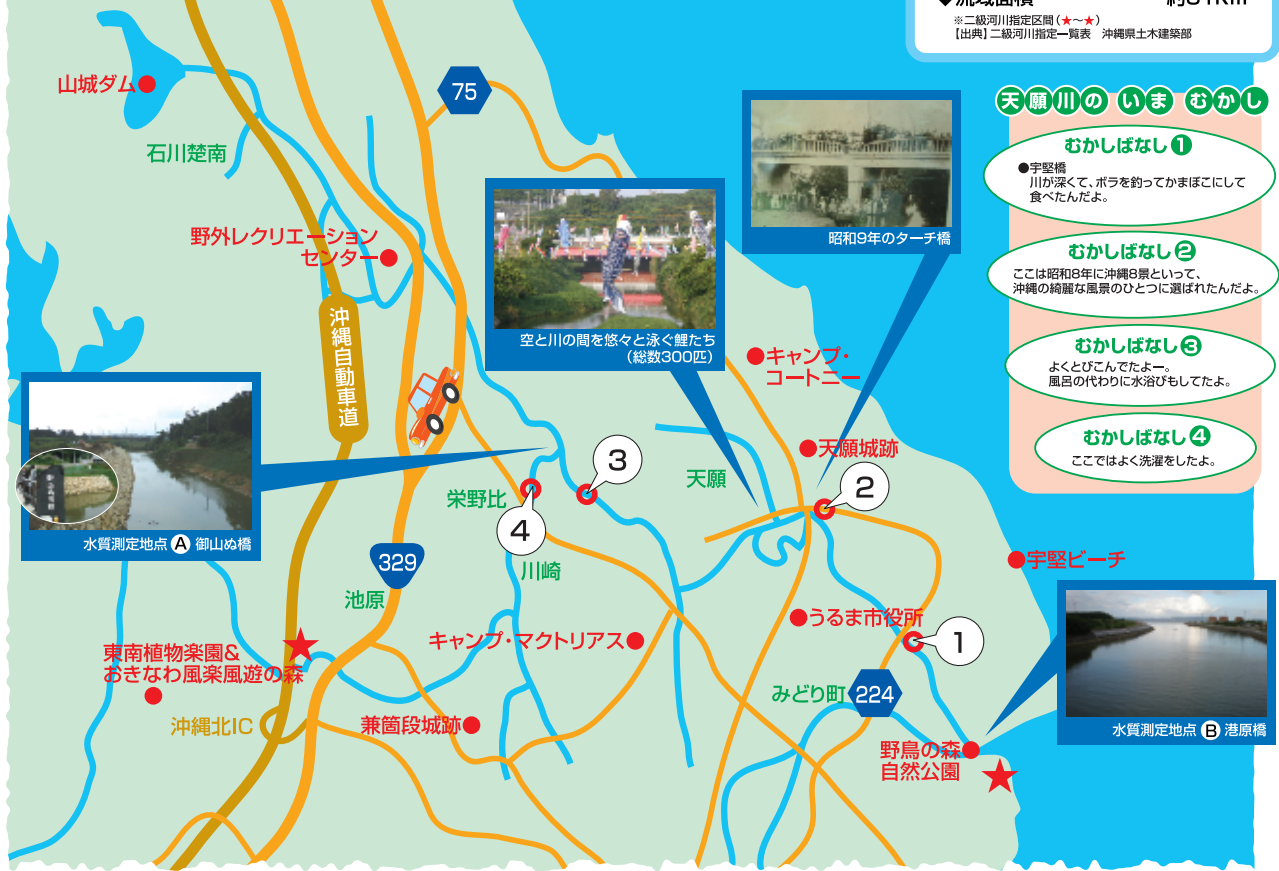 ※二級河川指定区間(★〜★)
【出典】二級河川指定一覧表 沖縄県土木建築部
山城ダム
75
石川楚南
野外レクリエーション
センター
沖縄自動車道
昭和9年のターチ橋
空と川の間を悠々と泳ぐ鯉たち
(総数300匹)
天願川の いま むかし
むかしばなし❶
●宇堅橋
川が深くて、ボラを釣ってかまぼこにして
食べたんだよ。
むかしばなし❷
ここは昭和8年に沖縄8景といって、
沖縄の綺麗な風景のひとつに選ばれたんだよ。
むかしばなし❸
よくとびこんでたよー。
風呂の代わりに水浴びもしてたよ。
むかしばなし❹
ここではよく洗濯をしたよ。
キャンプ・
コートニー
天願城跡
天願
2
3
栄野比
4
川崎
水質測定地点 A 御山ぬ橋
329
池原
宇堅ビーチ
うるま市役所
1
キャンプ・マクトリアス
東南植物楽園&
おきなわ風楽風遊の森
沖縄北IC
兼箇段城跡
みどり町
224
野鳥の森
自然公園
水質測定地点 B 港原橋